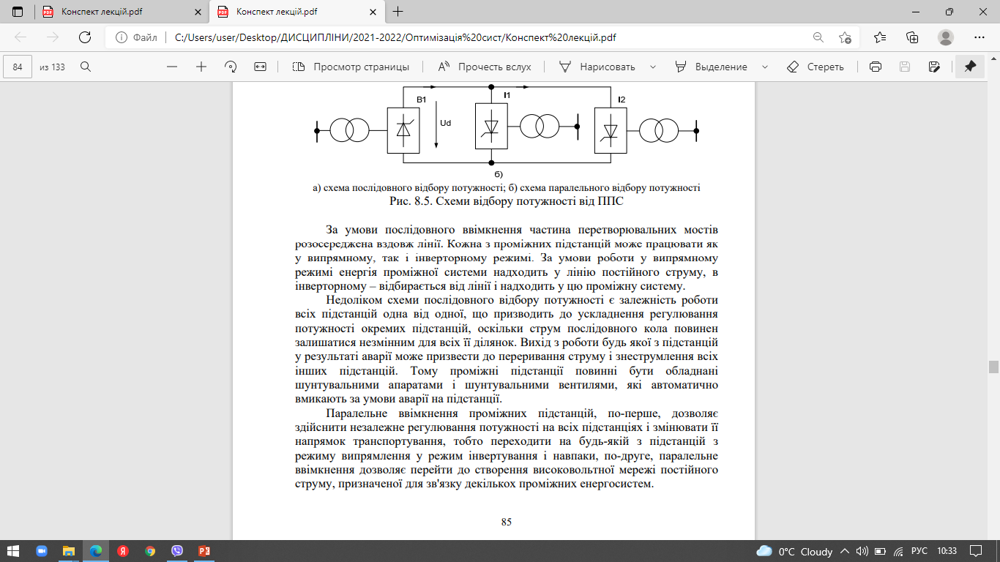 Конспект лекцій.pdf
Конспект лекцій.pdf
Файл
C:/Users/user/Desktop/ДИСЦИПЛІНИ/2021-2022/Оптимізація%20сист/Конспект%20лекцій.pdf
84 из 133
Просмотр страницы
Прочесть вслух
Нарисовать
Выделение
Стереть
В1
Ud
І1
І2
б)
а) схема послідовного відбору потужності; б) схема паралельного відбору потужності
Рис. 8.5. Схеми відбору потужності від ППС
За умови послідовного ввімкнення частина перетворювальних мостів
розосереджена вздовж лінії. Кожна з проміжних підстанцій може працювати як
у випрямному, так і інверторному режимі. За умови роботи у випрямному
режимі енергія проміжної системи надходить у лінію постійного струму, в
інверторному – відбирається від лінії і надходить у цю проміжну систему.
Недоліком схеми послідовного відбору потужності є залежність роботи
всіх підстанцій одна від одної, що призводить до ускладнення регулювання
потужності окремих підстанцій, оскільки струм послідовного кола повинен
залишатися незмінним для всіх її ділянок. Вихід з роботи будь якої з підстанцій
у результаті аварії може призвести до переривання струму і знеструмлення всіх
інших підстанцій. Тому проміжні підстанції повинні бути обладнані
шунтувальними апаратами і шунтувальними вентилями, які автоматично
вмикають за умови аварії на підстанції.
Паралельне ввімкнення проміжних підстанцій, по-перше, дозволяє
здійснити незалежне регулювання потужності на всіх підстанціях і змінювати її
напрямок транспортування, тобто переходити на будь-якій з підстанцій з
режиму випрямлення у режим інвертування і навпаки, по-друге, паралельне
ввімкнення дозволяє перейти до створення високовольтної мережі постійного
струму, призначеної для зв'язку декількох проміжних енергосистем.
85
0°C Cloudy
РУС
10:33